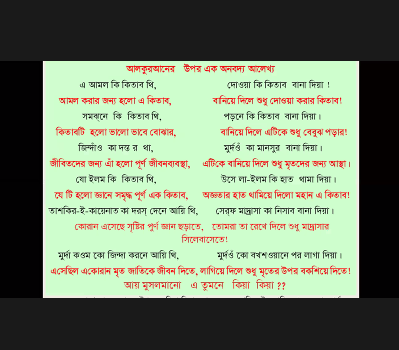 আলকুরআনের উপর এক অনবদ্য আলেখ্য
এ আমল কি কিতাব থি, দোওয়া কি কিতাব বানা দিয়া !
আমল করার জন্য হলো এ কিতাব, বানিয়ে দিলে শুধু দোওয়া করার কিতাব!
সমঝনে কি কিতাব থি, পড়নে কি কিতাব বানা দিয়া ।
কিতাবটি হলো ভালো ভাবে বোঝার, বানিয়ে দিলে এটিকে শুধু বেবুঝ পড়ার!
জিন্দাঁও কা দস্তুর থা, মুর্দও কা মানসুর বানা দিয়া ।
জীবিতদের জন্য এঁ হলো পূর্ণ জীবনব্যবস্থা, এটিকে বানিয়ে দিলে শুধু মৃতদের জন্য আস্থা।
যো ইলম কি কিতাব থি, উসে লা-ইলম কি হাত থামা দিয়া ।
যে টি হলো জ্ঞানে সমৃদ্ধ পূর্ণ এক কিতাব, অজ্ঞতার হাত থামিয়ে দিলো মহান এ কিতাব!
তাশকির-ই-কায়েনাত কা দরস্ দেনে আয়ি থি, সেরফ মাদ্রাসা কা নিসাব বানা দিয়া ।
কোরান এসেছে সৃষ্টির পূর্ণ জ্ঞান ছড়াতে, তোমরা তা রেখে দিলে শুধু মাদ্রাসার
সিলেবাসেতে!
মুর্দা কওম কো জিন্দা করনে আয়ি থি, মুর্দওঁ কো বখশওয়ানে পর লাগা দিয়া ।
এসেছিল একোরান মৃত জাতিকে জীবন দিতে, লাগিয়ে দিলে শুধু মৃতের উপর বকশিয়ে দিতে!
আয় মুসলমানো এ তুমনে কিয়া কিয়া ??